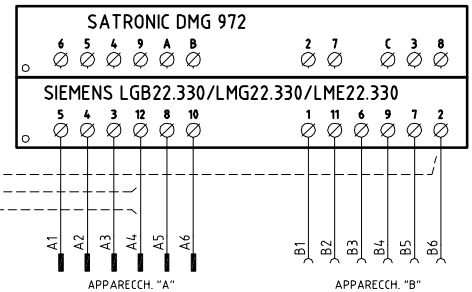 SATRONIC DMG 972
6 5 4 9 A B 2 7 C 3 8
SIEMENS LGB22.330/LMG22.330/LME22.330
5 4 3 12 8 10 1 11 6 9 7 2
A1 A2 A3 A4 A5 A6 B1 B2 B3 B4 B5 B6
APPARECCH. "A" APPARECCH. "B"